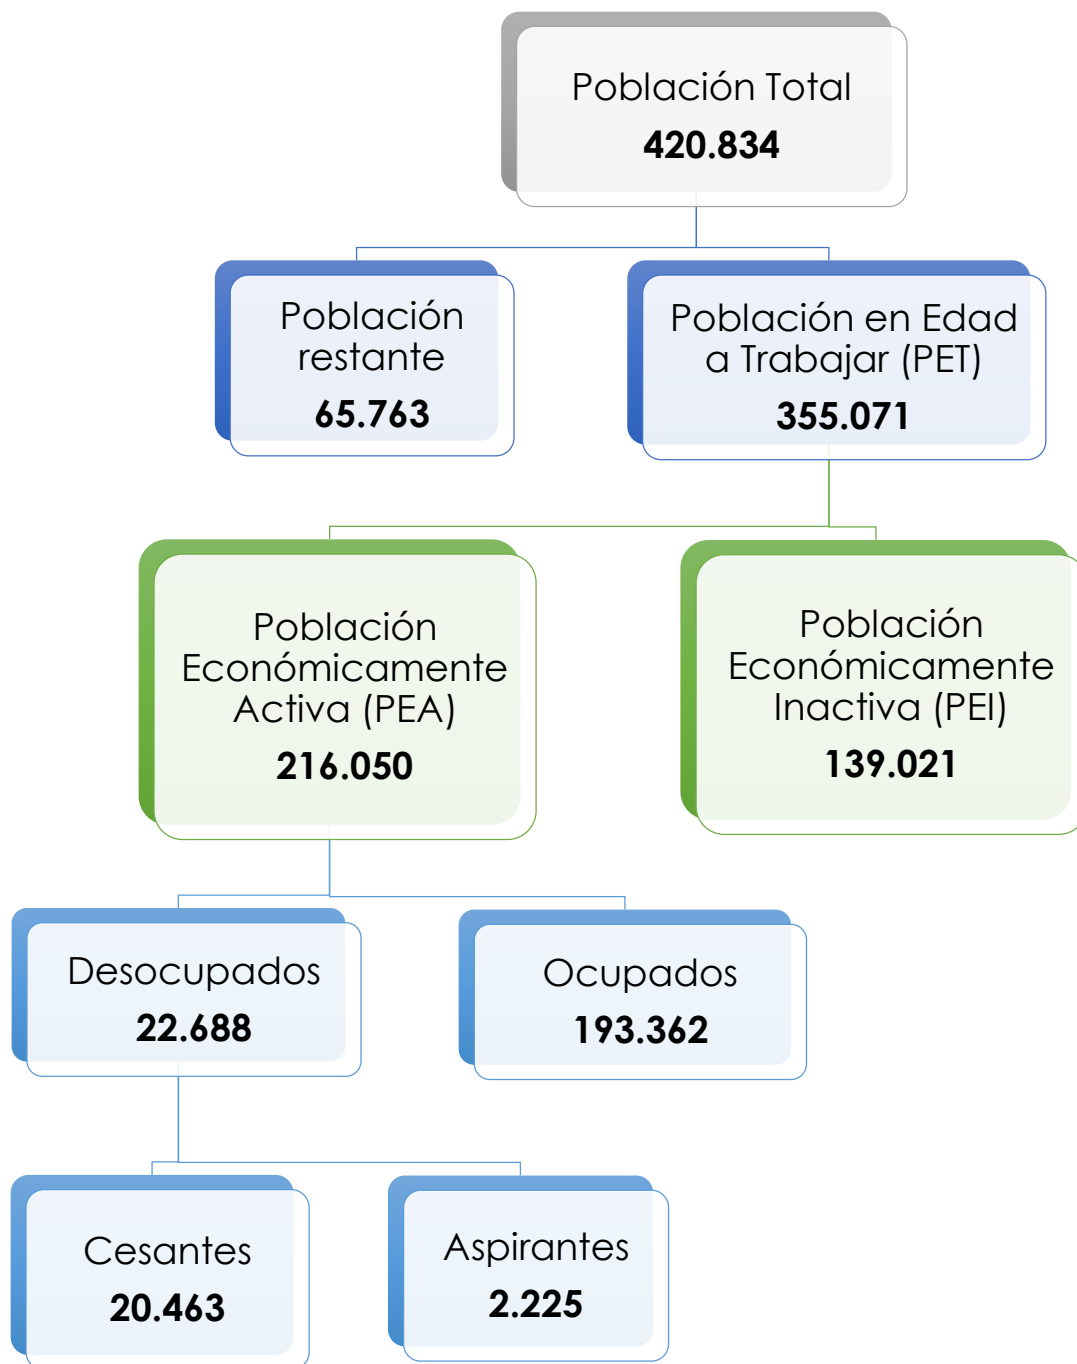 Población Total
420.834
Población
restante
65.763
Población en Edad
a Trabajar (PET)
355.071
Población
Económicamente
Activa (PEA)
216.050
Población
Económicamente
Inactiva (PEI)
139.021
Desocupados
22.688
Ocupados
193.362
Cesantes
20.463
Aspirantes
2.225